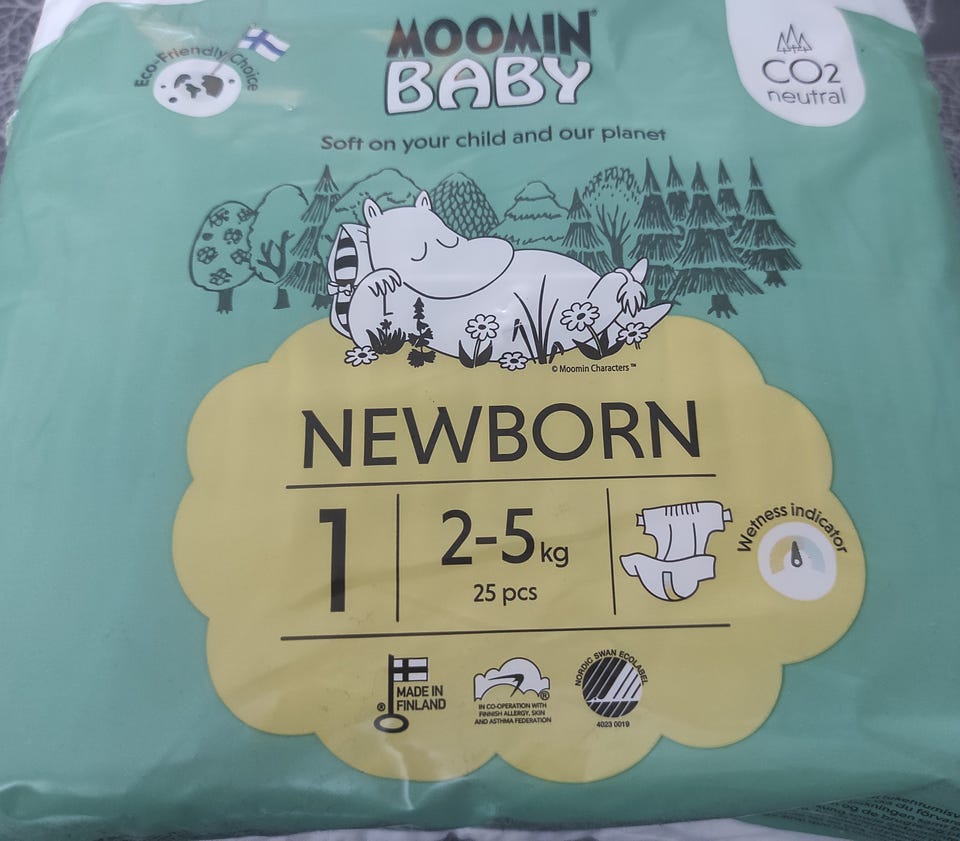 Eco-Friendly Choice
MOOMIN
BABY
CO2
neutral
Soft on your child and our planet
© Moomin Characters™
NEWBORN
1
2-5 kg
25 pcs
Wetness indicator
® MADE IN
FINLAND
®
IN CO-OPERATION WITH
FINNISH ALLERGY, SKIN
AND ASTHMA FEDERATION
NORDIC SWAN ECOLABEL
4023 0019